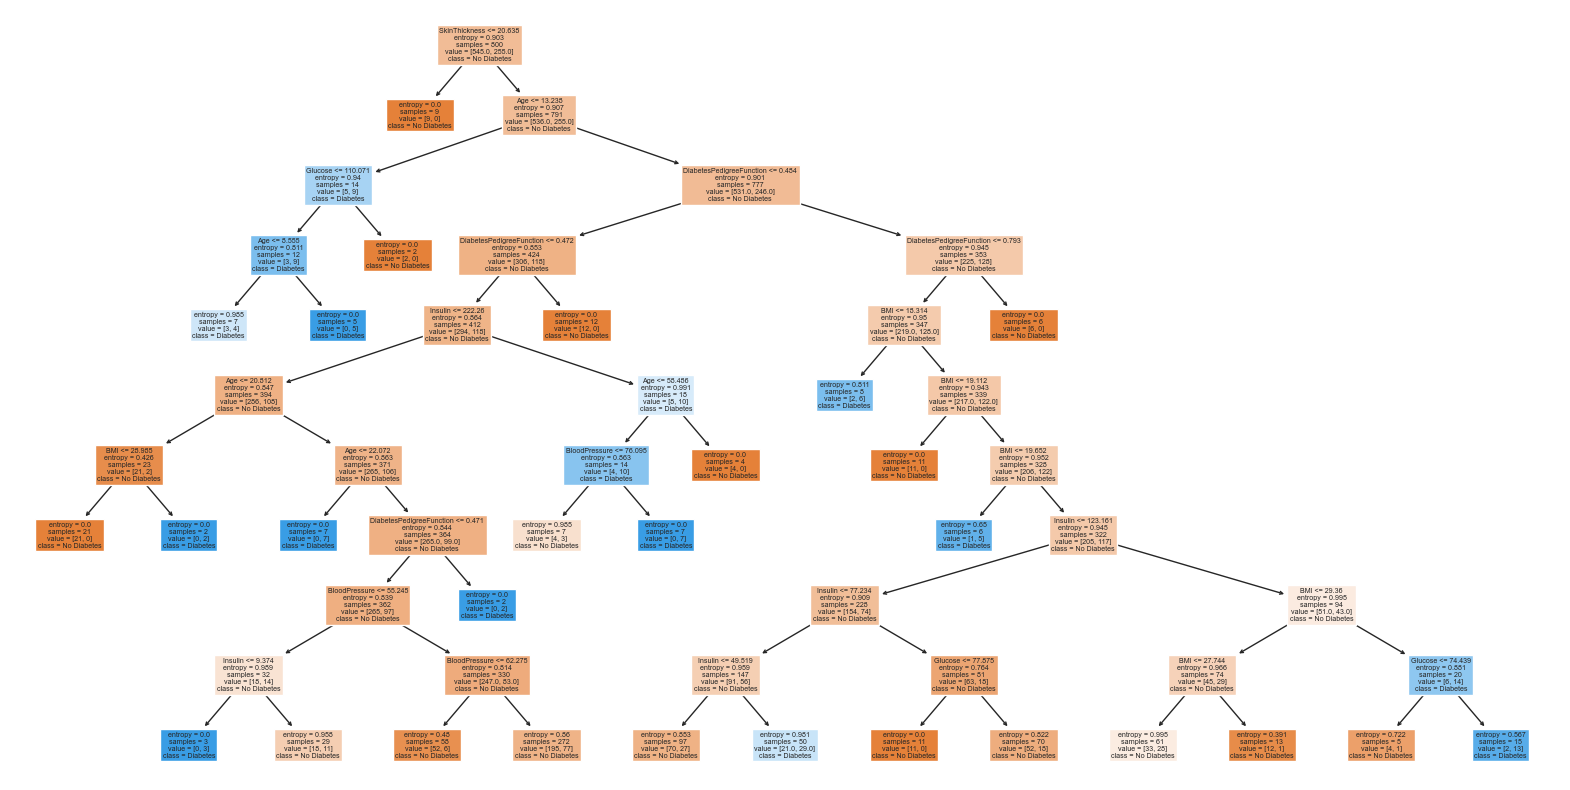 SkinThickness <= 20.638
entropy = 0.903
samples = 800
value = [545.0, 255.0]
class = No Diabetes
entropy = 0.0
samples = 9
value = [9, 0]
class = No Diabetes
Age <= 13.238
entropy = 0.907
samples = 791
value = [536.0, 255.0]
class = No Diabetes
Glucose <= 110.071
entropy = 0.94
samples = 14
value = [5, 9]
class = Diabetes
DiabetesPedigreeFunction <= 0.484
entropy = 0.901
samples = 777
value = [531.0, 246.0]
class = No Diabetes
Age <=
entropy = 0.811
samples = 12
value = [3, 9]
class = Diabetes
entropy = 0.0
samples = 2
value = [2, 0]
class = No Diabetes
DiabetesPedigreeFunction <= 0.472
entropy = 0.853
samples = 424
value = [306, 118]
class = No Diabetes
DiabetesPedigreeFunction <= 0.793
entropy = 0.945
samples = 353
value = [225, 128]
class = No Diabetes
entropy = 0.985
samples = 7
value = [3, 4]
class = Diabetes
entropy = 0.0
samples = 5
value = [0, 5]
class = Diabetes
Insulin <= 222.26
entropy = 0.864
samples = 412
value = [294, 118]
class = No Diabetes
entropy = 0.0
samples = 12
value = [12, 0]
class = No Diabetes
BMI <= 18.314
entropy = 0.95
samples = 347
value = [219.0, 128.0]
class = No Diabetes
entropy = 0.0
samples = 6
value = [6, 0]
class = No Diabetes
Age <= 20.812
entropy = 0.847
samples = 394
value = [286, 108]
class = No Diabetes
Age <= 58.486
entropy = 0.991
samples = 18
value = [8, 10]
class = Diabetes
entropy = 0.811
samples = 8
value = [2, 6]
class = Diabetes
BMI <= 19.112
entropy = 0.943
samples = 339
value = [217.0, 122.0]
class = No Diabetes
BMI <= 28.988
entropy = 0.426
samples = 23
value = [21, 2]
class = No Diabetes
Age <= 22.072
entropy = 0.863
samples = 371
value = [265, 106]
class = No Diabetes
BloodPressure <= 76.098
entropy = 0.863
samples = 14
value = [4, 10]
class = Diabetes
entropy = 0.0
samples = 4
value = [4, 0]
class = No Diabetes
entropy = 0.0
samples = 11
value = [11, 0]
class = No Diabetes
BMI <= 19.652
entropy = 0.952
samples = 328
value = [206, 122]
class = No Diabetes
entropy = 0.0
samples = 21
value = [21, 0]
class = No Diabetes
entropy = 0.0
samples = 2
value = [0, 2]
class = Diabetes
entropy = 0.0
samples = 7
value = [0, 7]
class = Diabetes
DiabetesPedigreeFunction <= 0.471
entropy = 0.844
samples = 364
value = [265.0, 99.0]
class = No Diabetes
entropy = 0.985
samples = 7
value = [4, 3]
class = No Diabetes
entropy = 0.0
samples = 7
value = [0, 7]
class = Diabetes
entropy = 0.65
samples = 6
value = [1, 5]
class = Diabetes
Insulin <= 123.161
entropy = 0.945
samples = 322
value = [205, 117]
class = No Diabetes
BloodPressure <= 55.245
entropy = 0.839
samples = 362
value = [265, 97]
class = No Diabetes
entropy = 0.0
samples = 2
value = [0, 2]
class = Diabetes
Insulin <= 77.234
entropy = 0.909
samples = 228
value = [154, 74]
class = No Diabetes
BMI <= 29.36
entropy = 0.995
samples = 94
value = [51.0, 43.0]
class = No Diabetes
Insulin <= 9.374
entropy = 0.989
samples = 32
value = [18, 14]
class = No Diabetes
BloodPressure <= 62.275
entropy = 0.814
samples = 330
value = [247.0, 83.0]
class = No Diabetes
Insulin <= 49.819
entropy = 0.959
samples = 147
value = [91, 56]
class = No Diabetes
Glucose <= 77.875
entropy = 0.764
samples = 81
value = [63, 18]
class = No Diabetes
BMI <= 27.744
entropy = 0.966
samples = 74
value = [45, 29]
class = No Diabetes
Glucose <= 74.439
entropy = 0.881
samples = 20
value = [6, 14]
class = Diabetes
entropy = 0.0
samples = 3
value = [0, 3]
class = Diabetes
entropy = 0.958
samples = 29
value = [18, 11]
class = No Diabetes
entropy = 0.48
samples = 58
value = [52, 6]
class = No Diabetes
entropy = 0.86
samples = 272
value = [195, 77]
class = No Diabetes
entropy = 0.853
samples = 97
value = [70, 27]
class = No Diabetes
entropy = 0.981
samples = 50
value = [21.0, 29.0]
class = Diabetes
entropy = 0.0
samples = 11
value = [11, 0]
class = No Diabetes
entropy = 0.822
samples = 70
value = [52, 18]
class = No Diabetes
entropy = 0.995
samples = 61
value = [33, 28]
class = No Diabetes
entropy = 0.391
samples = 13
value = [12, 1]
class = No Diabetes
entropy = 0.722
samples = 5
value = [4, 1]
class = No Diabetes
entropy = 0.567
samples = 15
value = [2, 13]
class = Diabetes